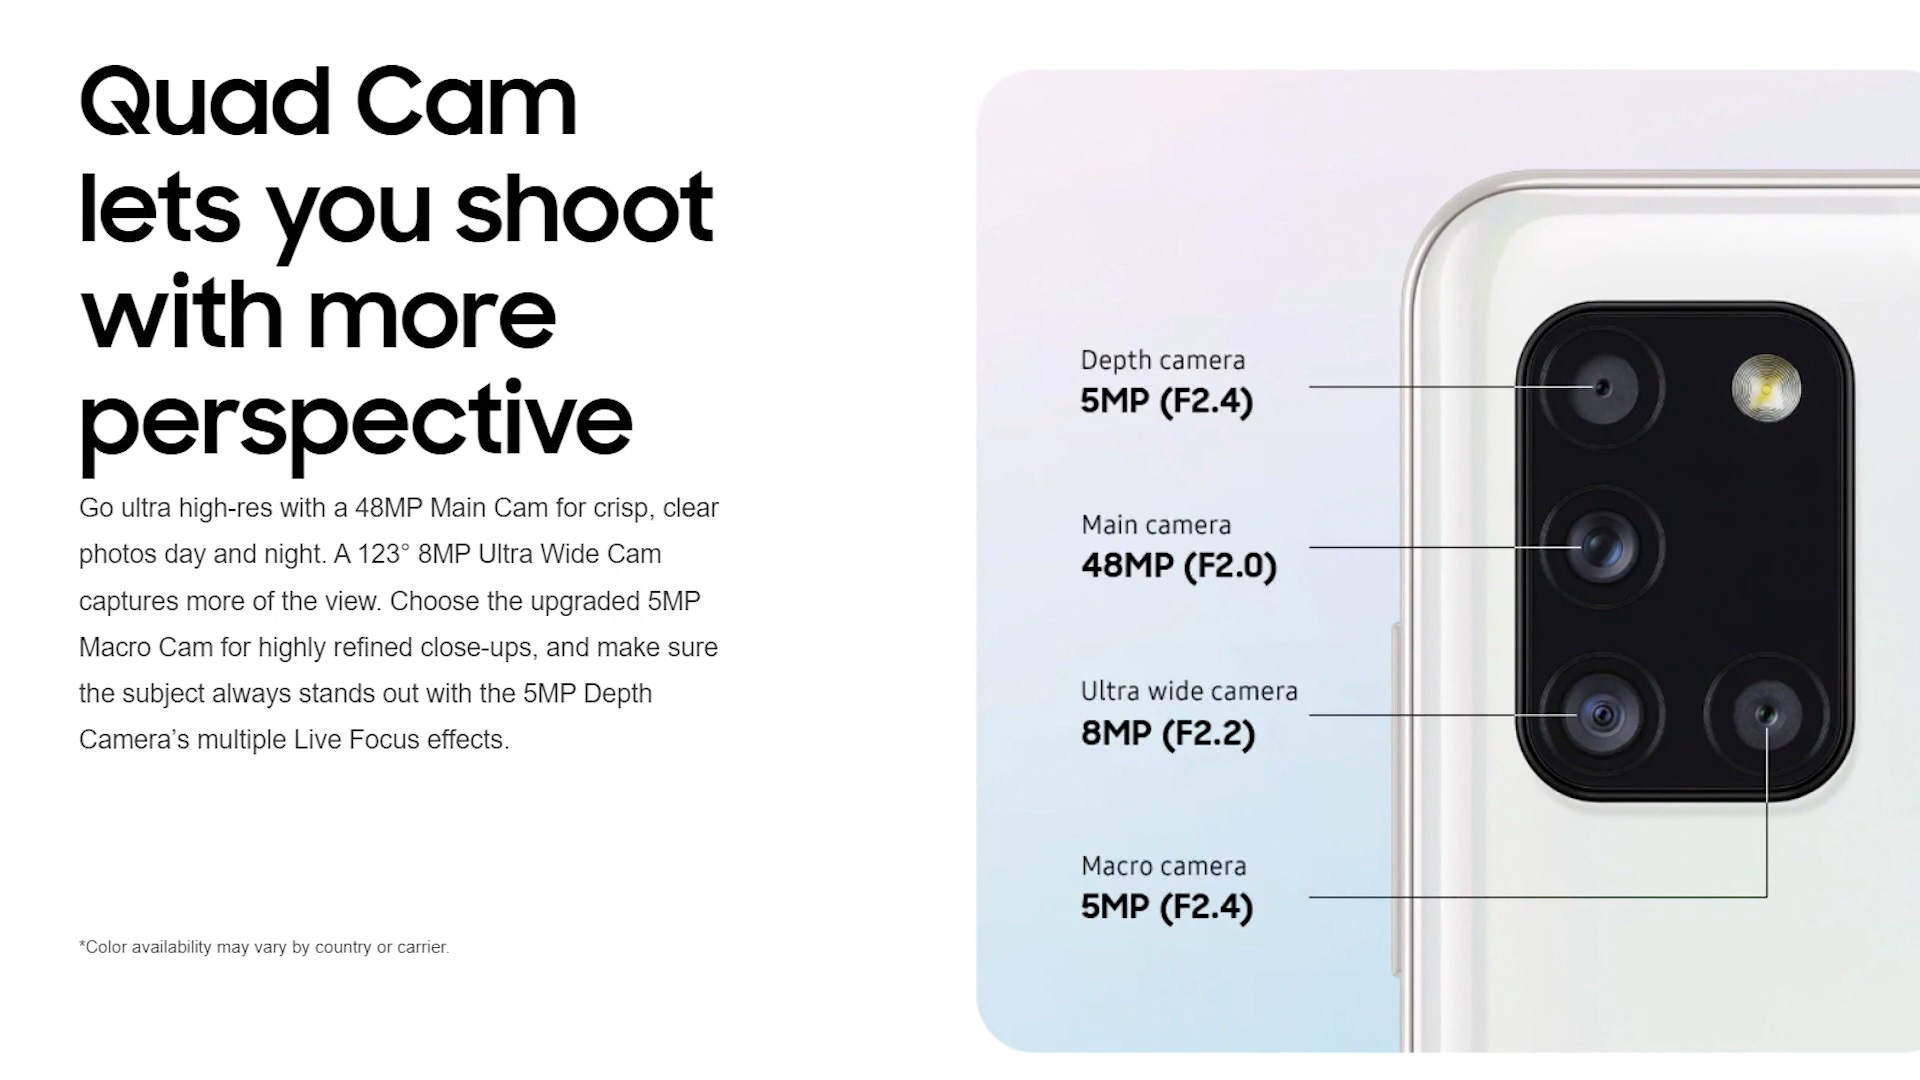 Quad Cam
lets you shoot
with more
perspective
Go ultra high-res with a 48MP Main Cam for crisp, clear
photos day and night. A 123° 8MP Ultra Wide Cam
captures more of the view. Choose the upgraded 5MP
Macro Cam for highly refined close-ups, and make sure
the subject always stands out with the 5MP Depth
Camera’s multiple Live Focus effects.
*Color availability may vary by country or carrier.
Depth camera
5MP (F2.4)
Main camera
48MP (F2.0)
Ultra wide camera
8MP (F2.2)
Macro camera
5MP (F2.4)